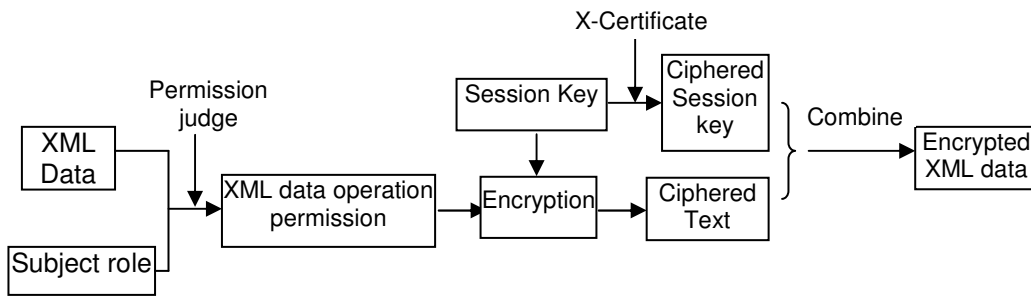 X-Certificate
Permission
judge
Session Key
Ciphered
Session
key
Combine
XML
Data
Encrypted
XML data
XML data operation
permission
Encryption
Ciphered
Text
Subject role